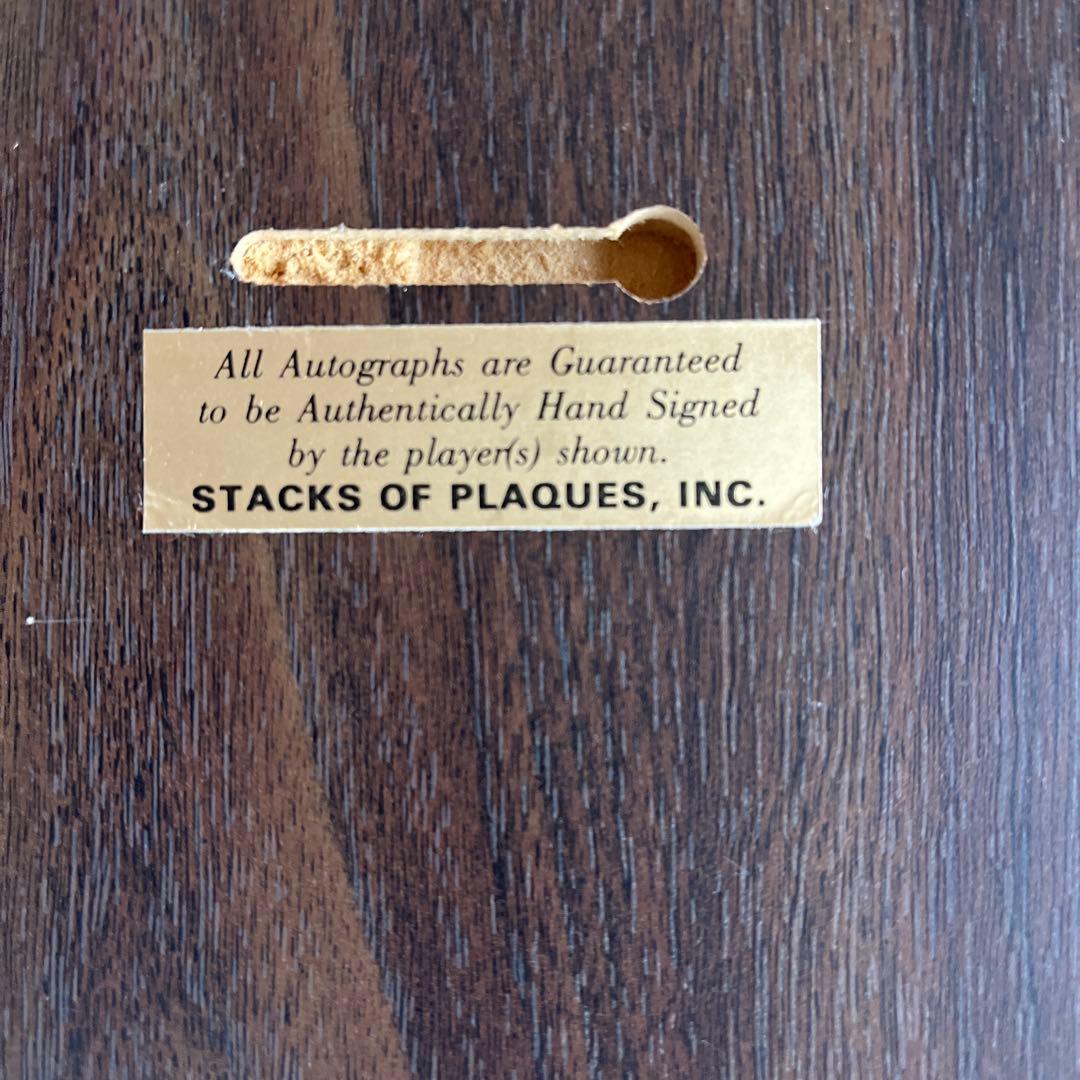 All Autographs are Guaranteed
to be Authentically Hand Signed
by the player(s) shown.
STACKS OF PLAQUES, INC.